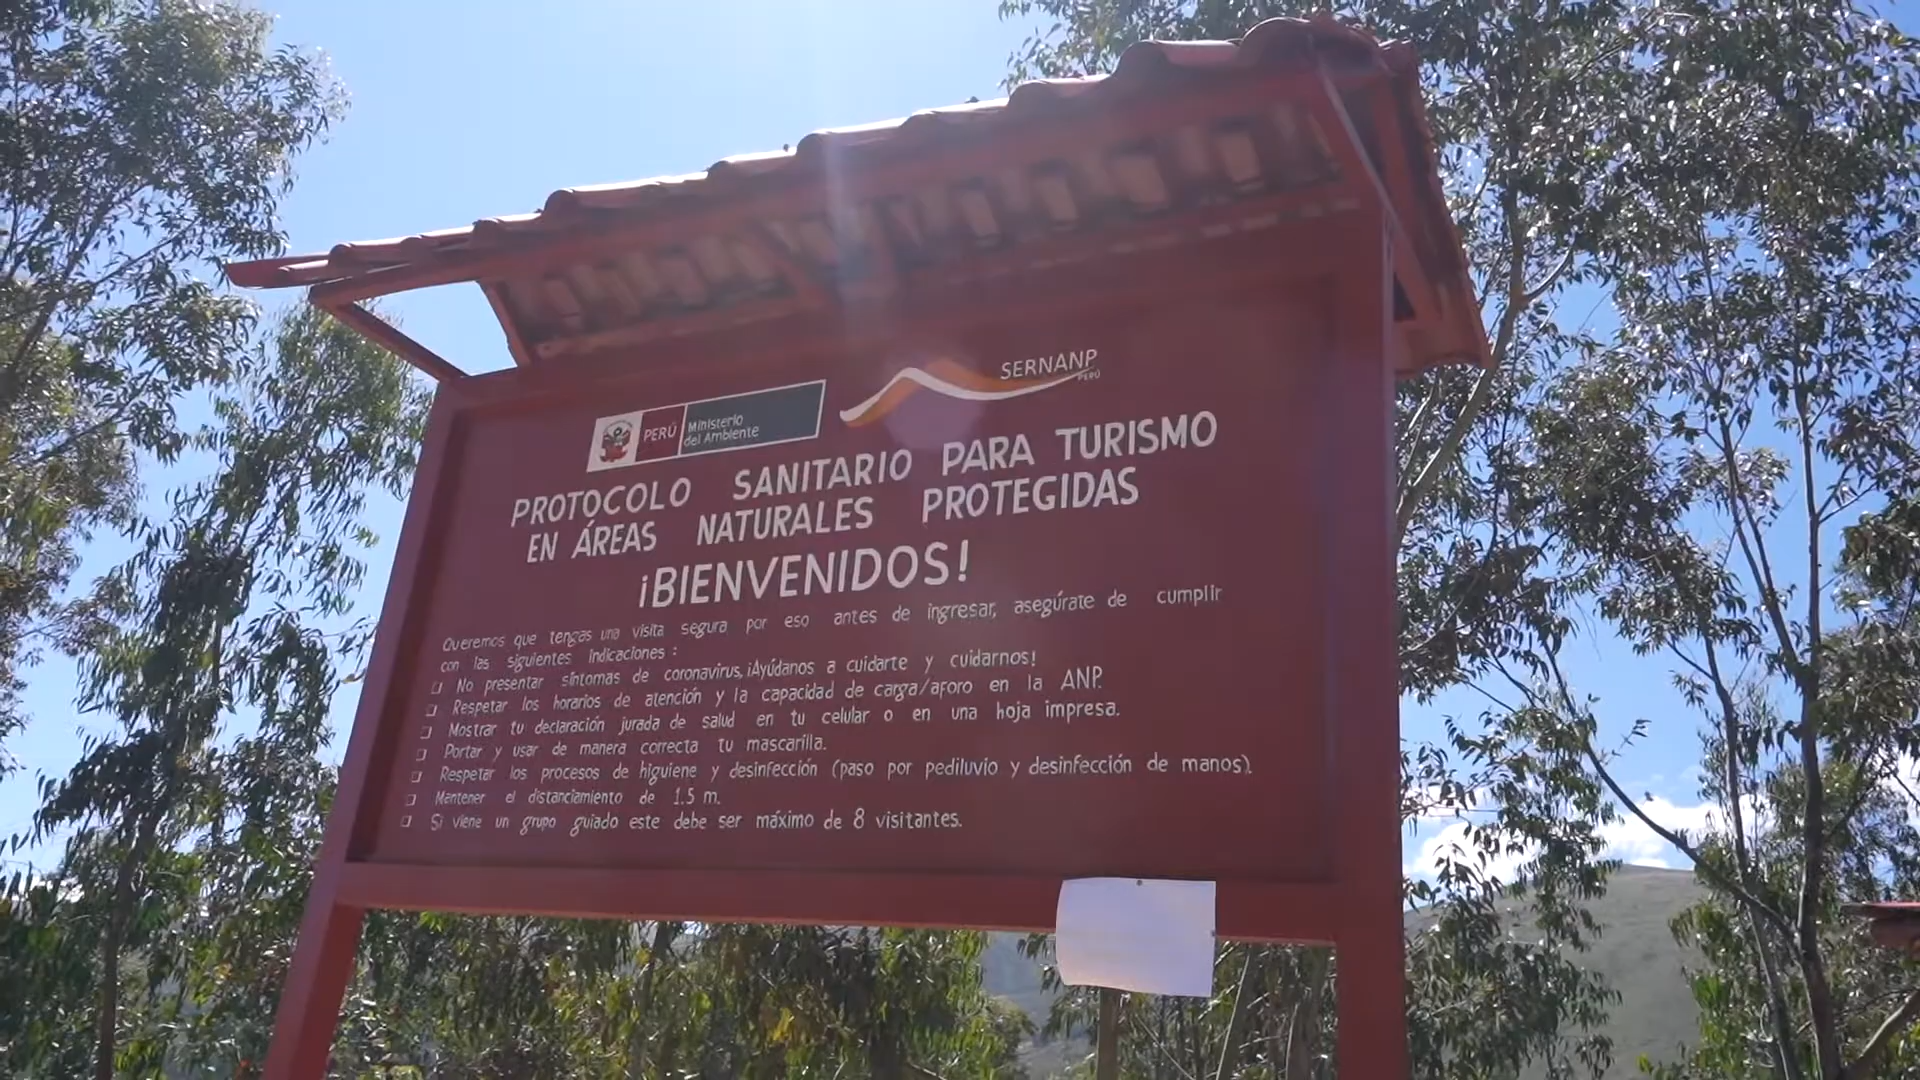 SERNANP
PERÚ
PERÚ Ministerio
del Ambiente
PROTOCOLO SANITARIO PARA TURISMO
EN ÁREAS NATURALES PROTEGIDAS
¡BIENVENIDOS!
Queremos que tengas una visita segura por eso antes de ingresar, asegúrate de cumplir
con las siguientes indicaciones :
No presentar síntomas de coronavirus, ¡Ayúdanos a cuidarte y cuidarnos!
Respetar los horarios de atención y la capacidad de carga/aforo en la ANP.
Mostrar tu declaración jurada de salud en tu celular o en una hoja impresa.
Portar y usar de manera correcta tu mascarilla.
Respetar los procesos de higuiene y desinfección (paso por pediluvio y desinfección de manos).
Mantener el distanciamiento de 1.5 m.
Si viene un grupo guiado este debe ser máximo de 8 visitantes.